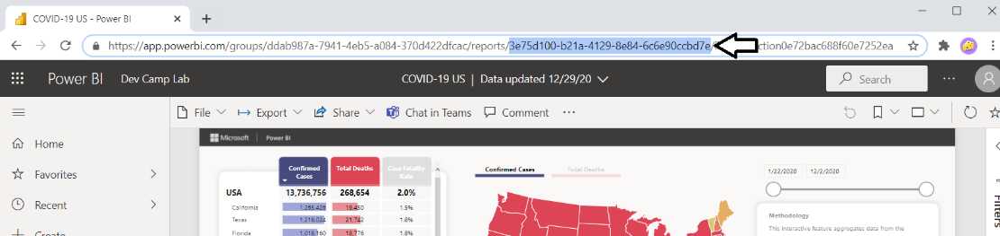 COVID-19 US - Power BI
https://app.powerbi.com/groups/ddab987a-7941-4eb5-a084-370d422dfcac/reports/3e75d100-b21a-4129-8e84-6c6e90ccbd7e/ ction0e72bac688f60e7252ea
Power BI Dev Camp Lab COVID-19 US | Data updated 12/29/20 Search
File Export Share Chat in Teams Comment
Microsoft Power BI
Home
Favorites
Recent
Create
Filters
Confirmed Cases Total Deaths Case Fatality Rate
USA 13,736,756 268,654 2.0%
California 1,265,426 19,450 1.5%
Texas 1,216,024 21,742 1.8%
Florida 1,018,160 18,776 1.8%
Confirmed Cases Total Deaths
1/22/2020 12/2/2020
Methodology
This interactive feature aggregates data from the